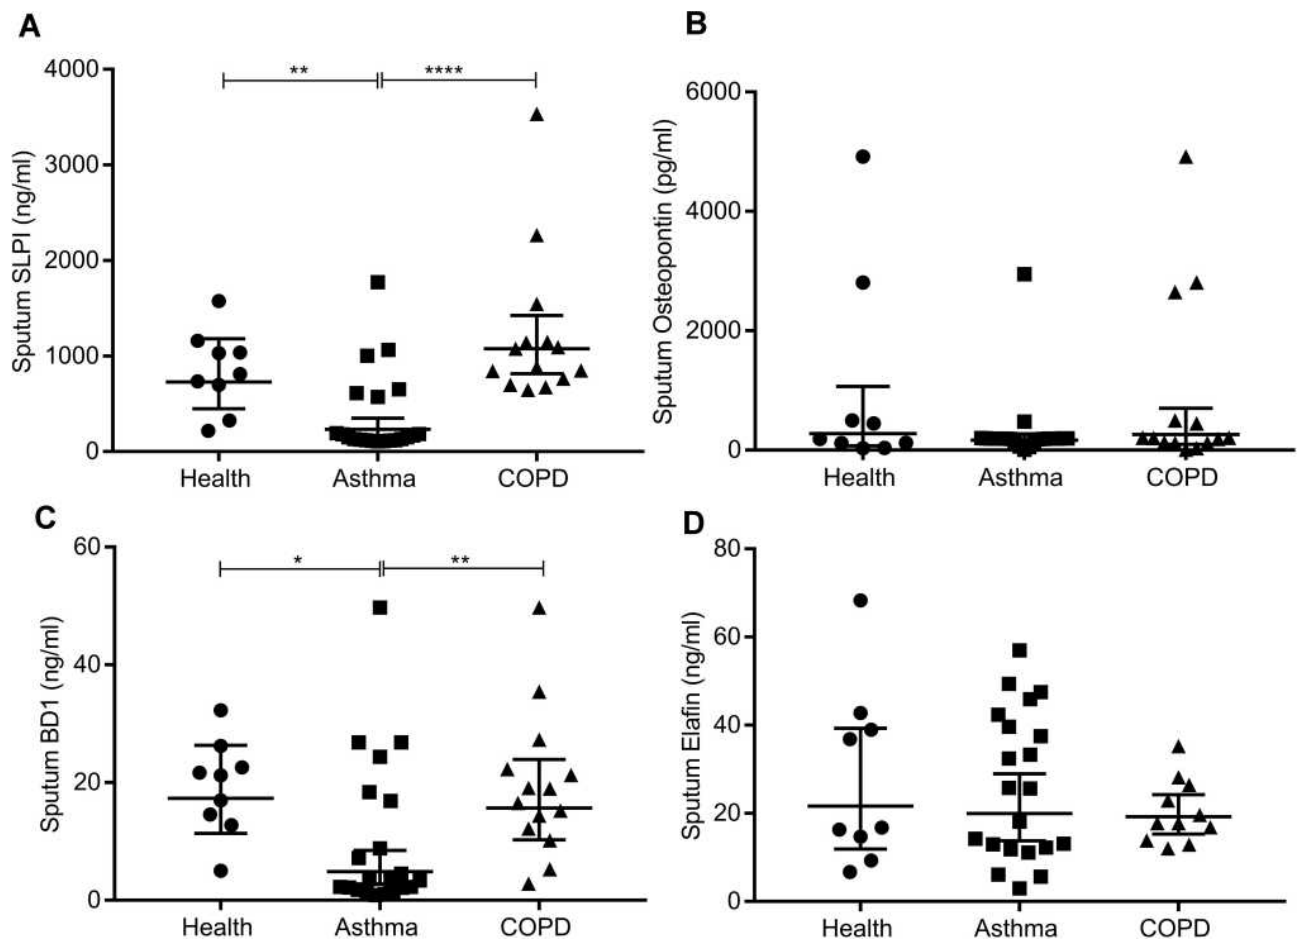 A
Sputum SLPI (ng/ml)
4000
3000
2000
1000
0
** ****
Health Asthma COPD
B
Sputum Osteopontin (pg/ml)
6000
4000
2000
0
Health Asthma COPD
C
Sputum BD1 (ng/ml)
60
40
20
0
* **
Health Asthma COPD
D
Sputum Elafin (ng/ml)
80
60
40
20
0
Health Asthma COPD